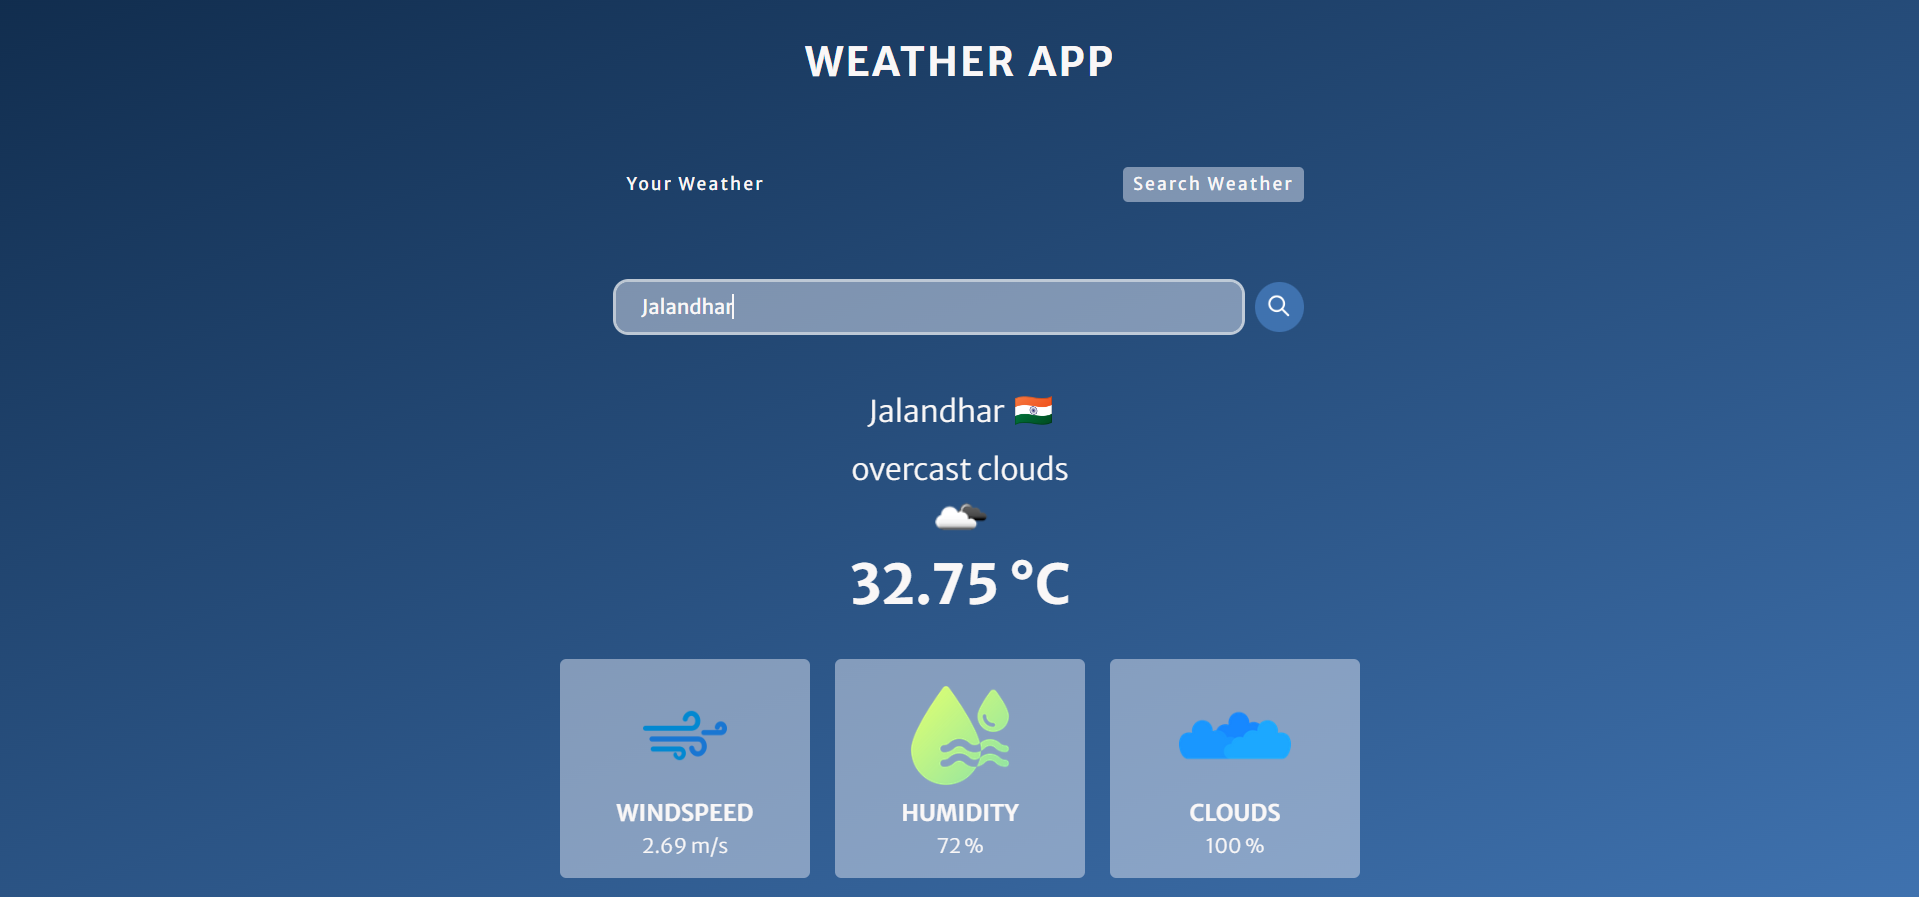 WEATHER APP
Your Weather
Search Weather
Jalandhar
Jalandhar
overcast clouds
32.75 °C
WINDSPEED
2.69 m/s
HUMIDITY
72 %
CLOUDS
100 %